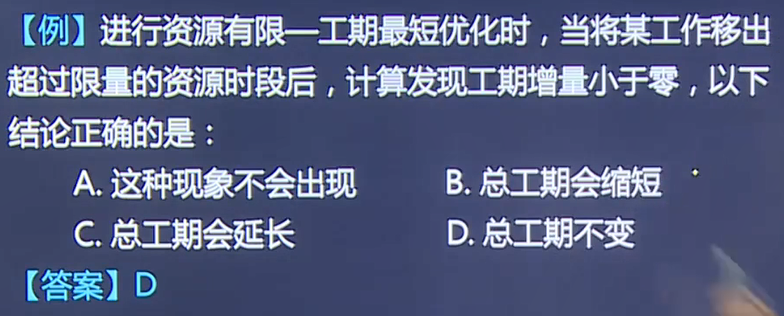 【例】进行资源有限—工期最短优化时，当将某工作移出
超过限量的资源时段后，计算发现工期增量小于零，以下
结论正确的是：
A. 这种现象不会出现 B. 总工期会缩短
C. 总工期会延长 D. 总工期不变
【答案】D